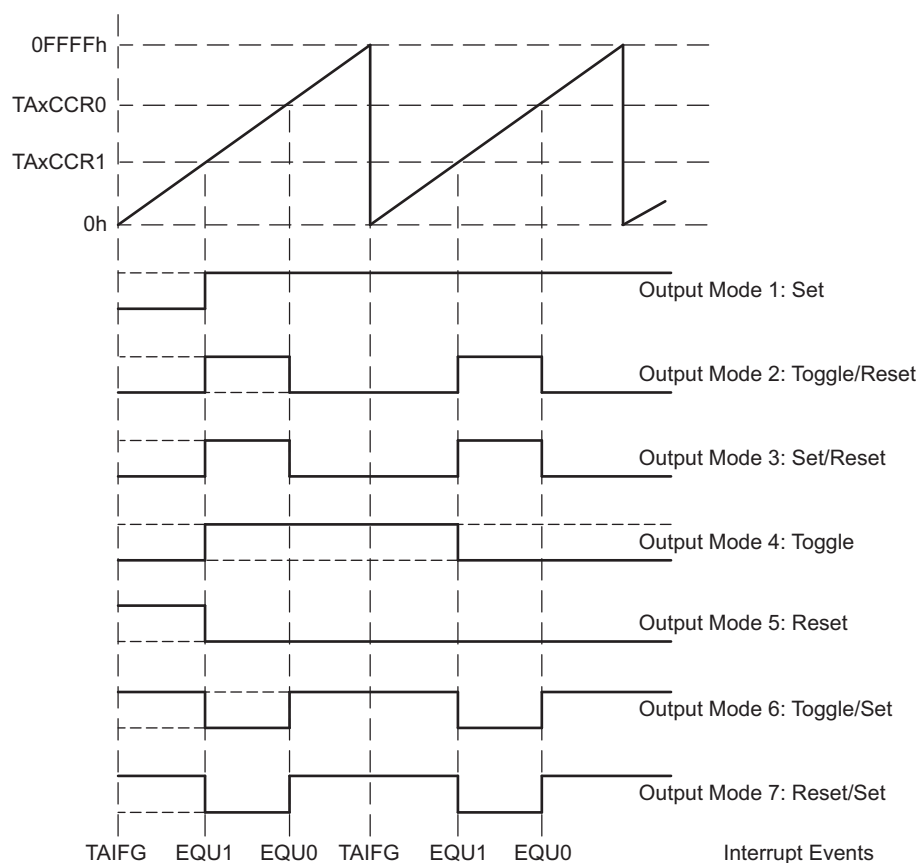 0FFFFh
TAxCCR0
TAxCCR1
0h
Output Mode 1: Set
Output Mode 2: Toggle/Reset
Output Mode 3: Set/Reset
Output Mode 4: Toggle
Output Mode 5: Reset
Output Mode 6: Toggle/Set
Output Mode 7: Reset/Set
TAIFG EQU1 EQU0 TAIFG EQU1 EQU0 Interrupt Events